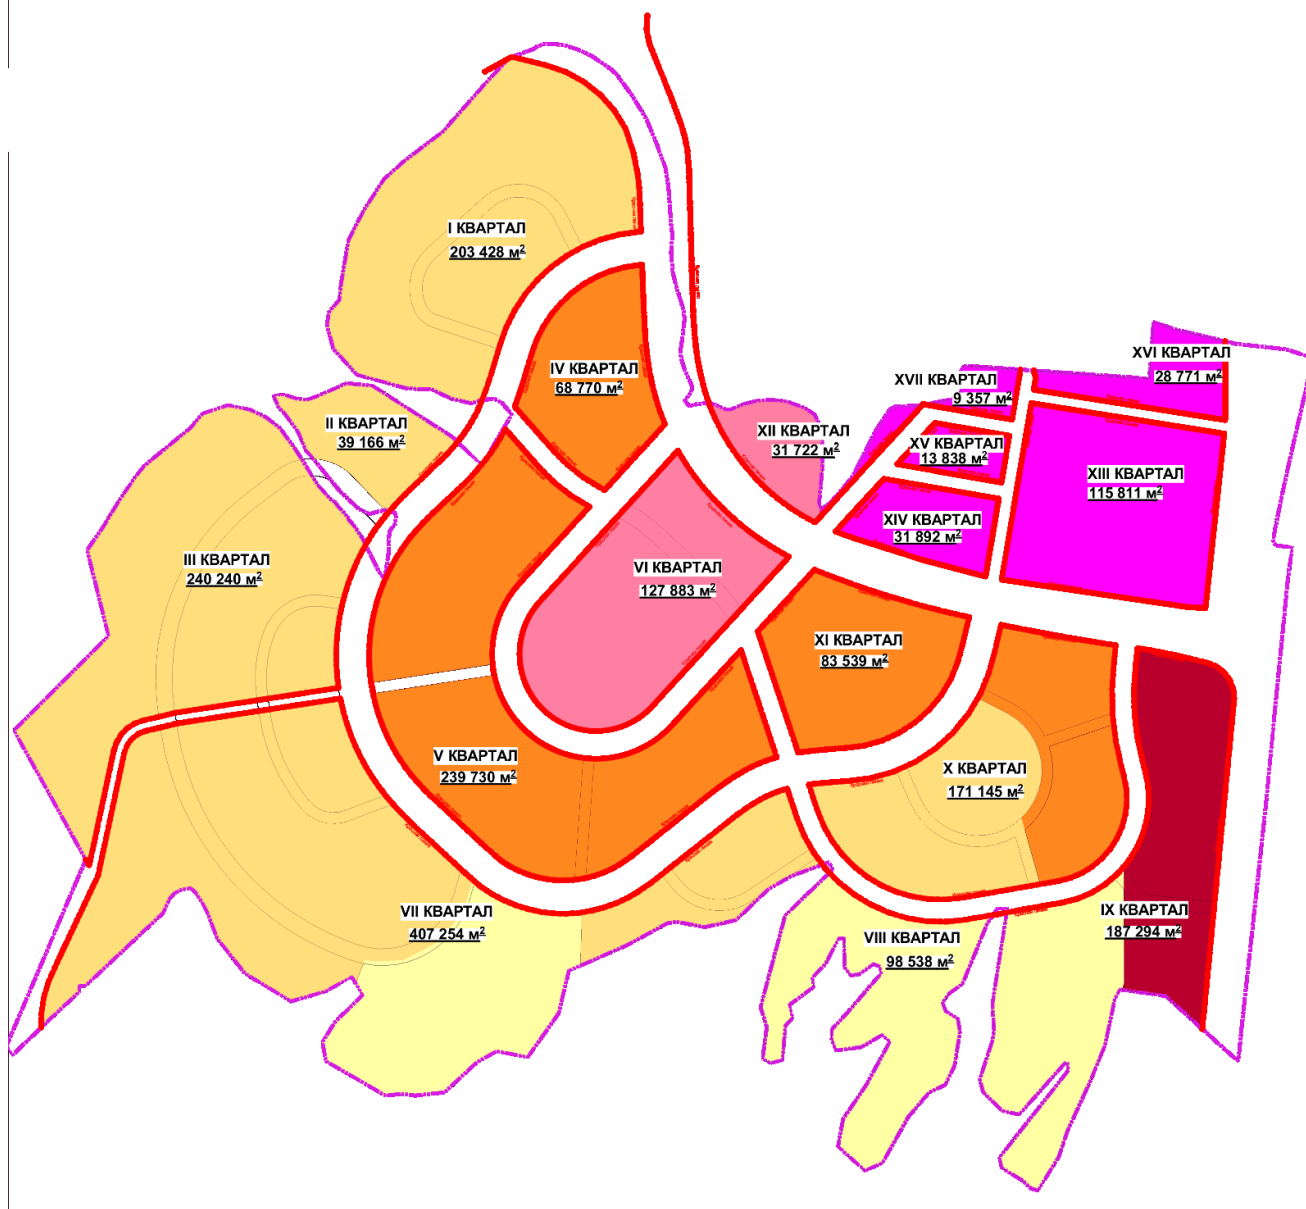 I КВАРТАЛ
203 428 м²
IV КВАРТАЛ
68 770 м²
II КВАРТАЛ
39 166 м²
III КВАРТАЛ
240 240 м²
XII КВАРТАЛ
31 722 м²
XVII КВАРТАЛ
9 357 м²
XVI КВАРТАЛ
28 771 м²
XV КВАРТАЛ
13 838 м²
XIII КВАРТАЛ
115 811 м²
XIV КВАРТАЛ
31 892 м²
VI КВАРТАЛ
127 883 м²
XI КВАРТАЛ
83 539 м²
V КВАРТАЛ
239 730 м²
X КВАРТАЛ
171 145 м²
VII КВАРТАЛ
407 254 м²
VIII КВАРТАЛ
98 538 м²
IX КВАРТАЛ
187 294 м²